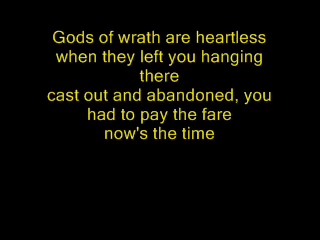 Gods of wrath are heartless
when they left you hanging
there
cast out and abandoned, you
had to pay the fare
now's the time